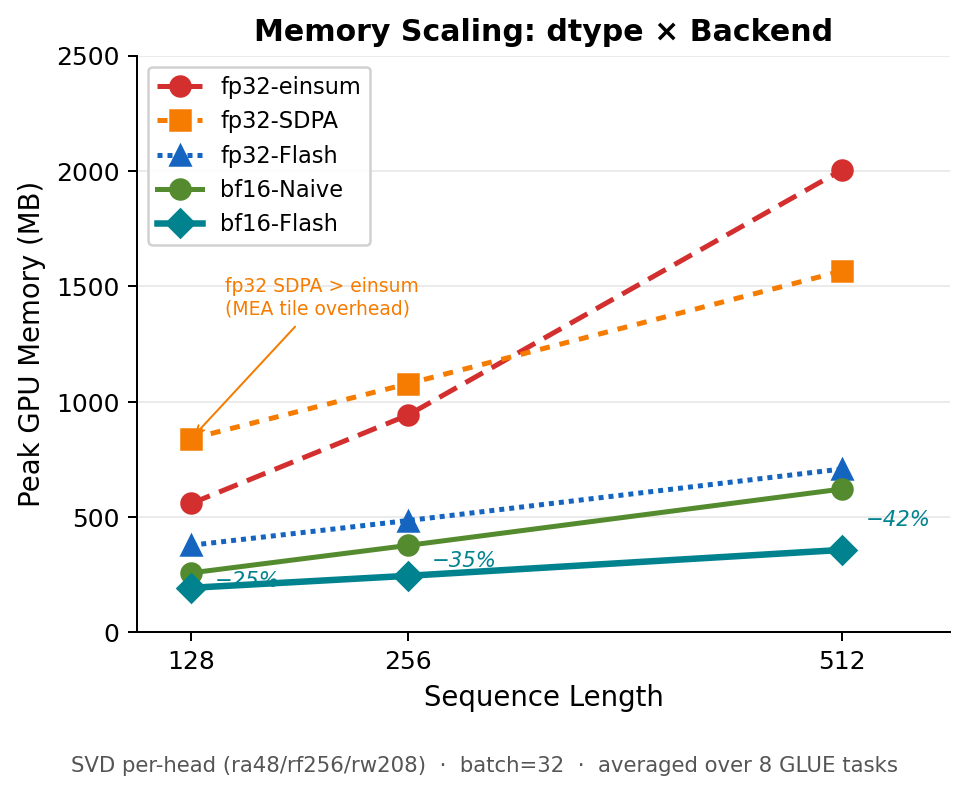 Memory Scaling: dtype × Backend
2500
2000
1500
1000
500
0
Peak GPU Memory (MB)
fp32-einsum
fp32-SDPA
fp32-Flash
bf16-Naive
bf16-Flash
fp32 SDPA > einsum
(MEA tile overhead)
−25%
−35%
−42%
128
256
512
Sequence Length
SVD per-head (ra48/rf256/rw208) · batch=32 · averaged over 8 GLUE tasks